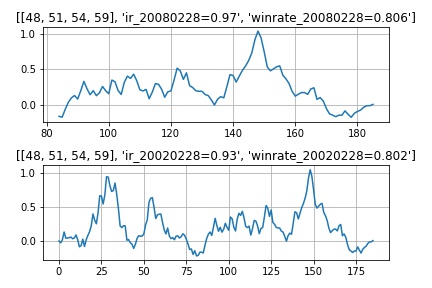 [[48, 51, 54, 59], 'ir_20080228=0.97', 'winrate_20080228=0.806']
1.0
0.5
0.0
80 100 120 140 160 180
[[48, 51, 54, 59], 'ir_20020228=0.93', 'winrate_20020228=0.802']
1.0
0.5
0.0
0 25 50 75 100 125 150 175